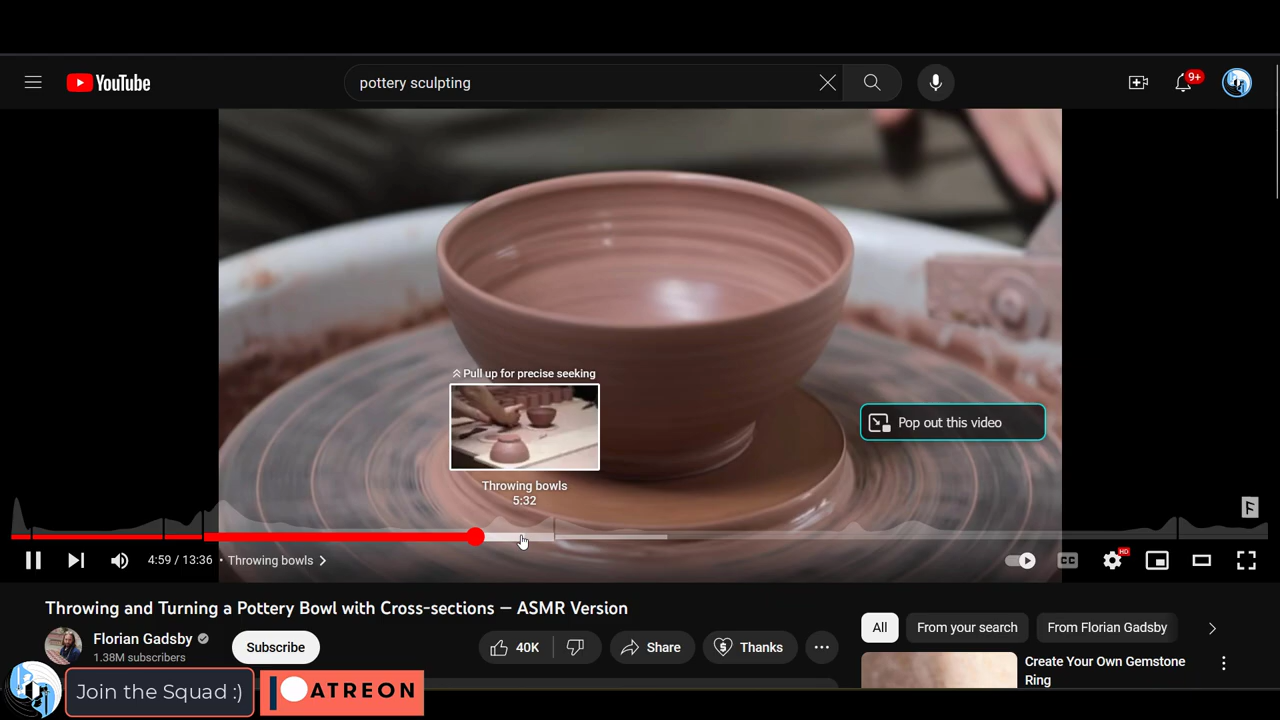 YouTube
pottery sculpting
9+
Pull up for precise seeking
Pop out this video
Throwing bowls
5:32
F
4:59 / 13:36 • Throwing bowls
CC
HD
Throwing and Turning a Pottery Bowl with Cross-sections – ASMR Version
Florian Gadsby
1.38M subscribers
Subscribe
40K
Share
Thanks
All
From your search
From Florian Gadsby
Create Your Own Gemstone
Ring
Join the Squad :)
PATREON